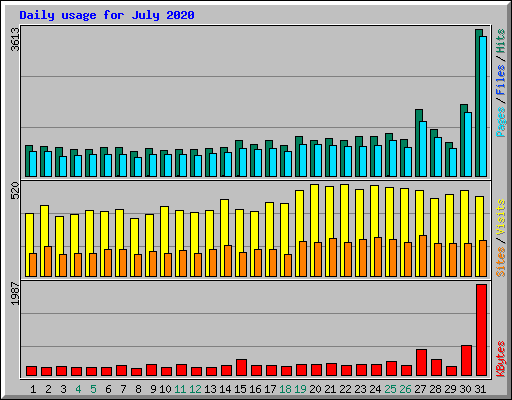 Daily usage for July 2020
3613
Pages / Files / Hits
520
Sites / Visits
1987
KBytes
1 2 3 4 5 6 7 8 9 10 11 12 13 14 15 16 17 18 19 20 21 22 23 24 25 26 27 28 29 30 31